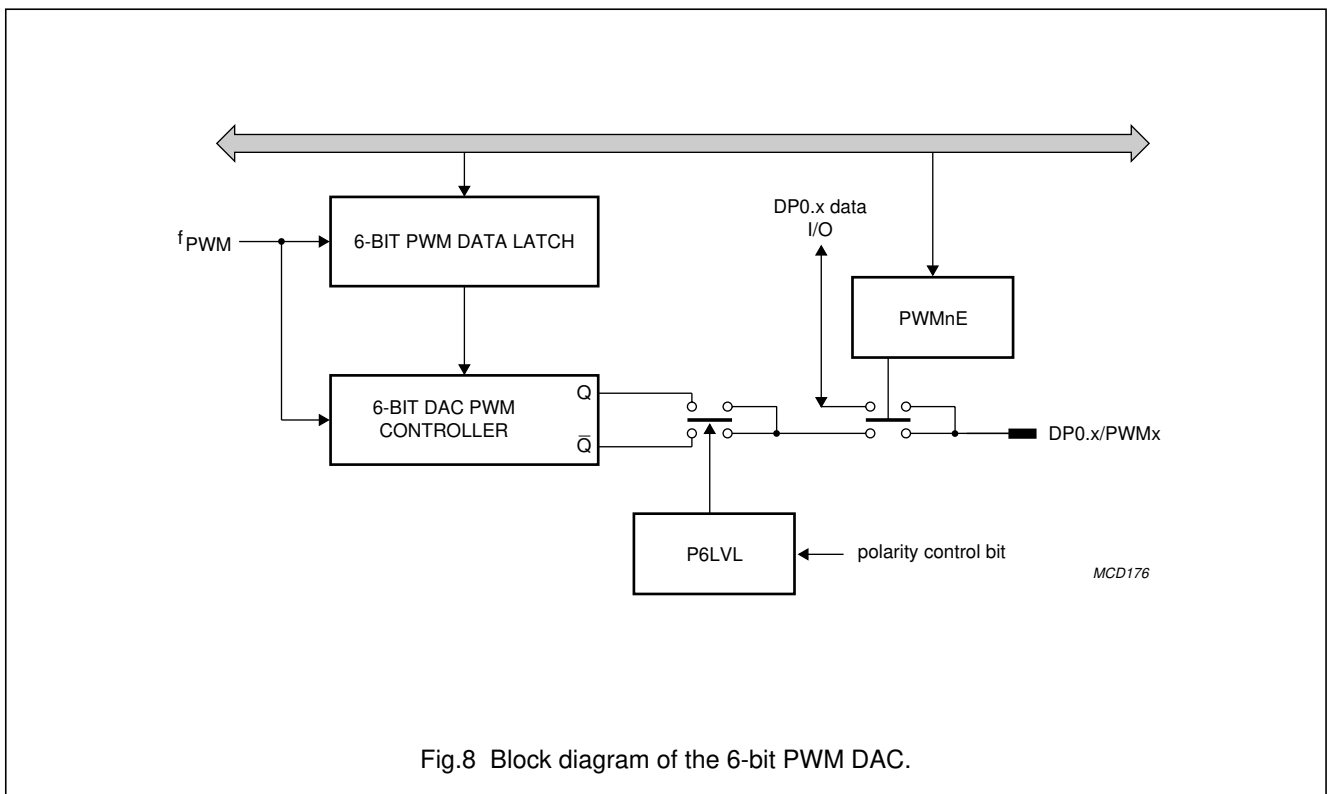 DP0.x data
I/O
fPWM
6-BIT PWM DATA LATCH
PWMnE
6-BIT DAC PWM
CONTROLLER
Q
Q̅
DP0.x/PWMx
P6LVL
polarity control bit
MCD176
Fig.8 Block diagram of the 6-bit PWM DAC.